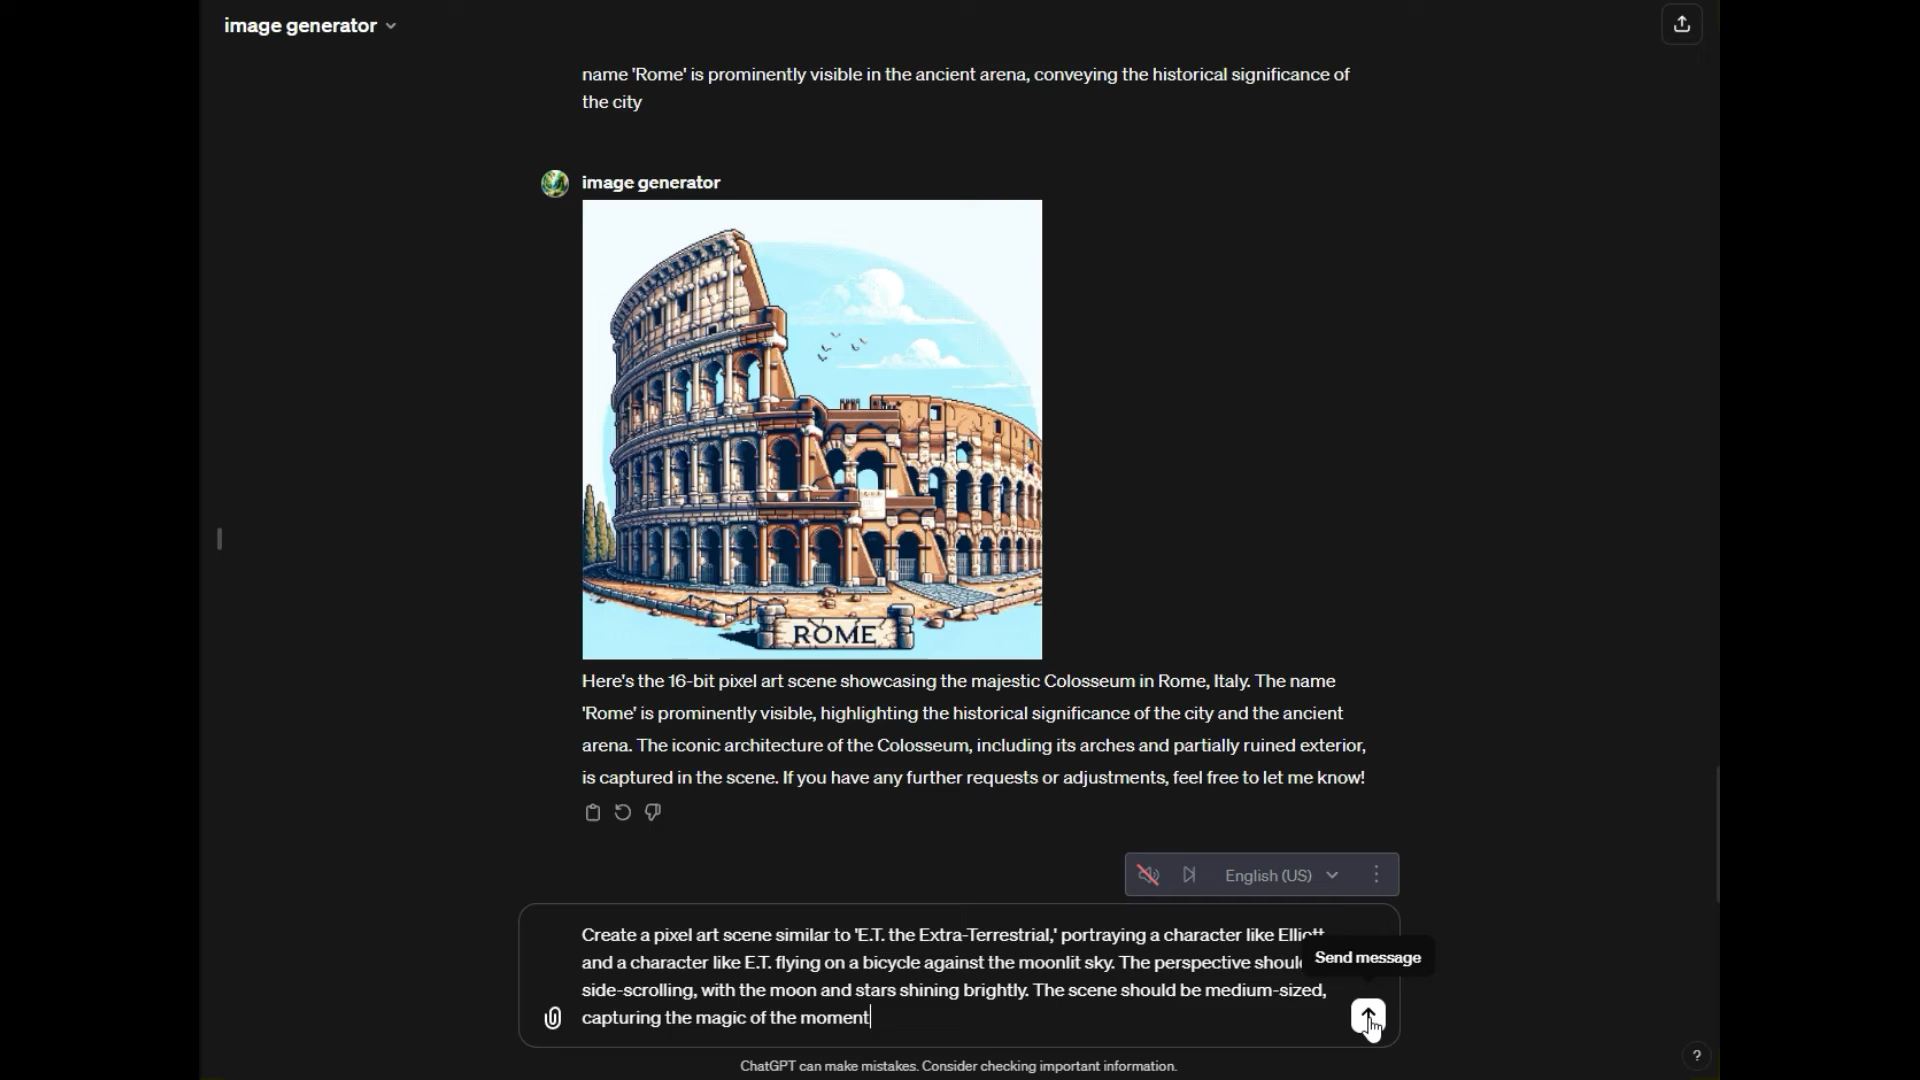 image generator
name 'Rome' is prominently visible in the ancient arena, conveying the historical significance of
the city
image generator
ROME
Here's the 16-bit pixel art scene showcasing the majestic Colosseum in Rome, Italy. The name
'Rome' is prominently visible, highlighting the historical significance of the city and the ancient
arena. The iconic architecture of the Colosseum, including its arches and partially ruined exterior,
is captured in the scene. If you have any further requests or adjustments, feel free to let me know!
English (US)
Create a pixel art scene similar to 'E.T. the Extra-Terrestrial,' portraying a character like Elliott
and a character like E.T. flying on a bicycle against the moonlit sky. The perspective
Send message
side-scrolling, with the moon and stars shining brightly. The scene should be medium-sized,
capturing the magic of the moment
ChatGPT can make mistakes. Consider checking important information.
?